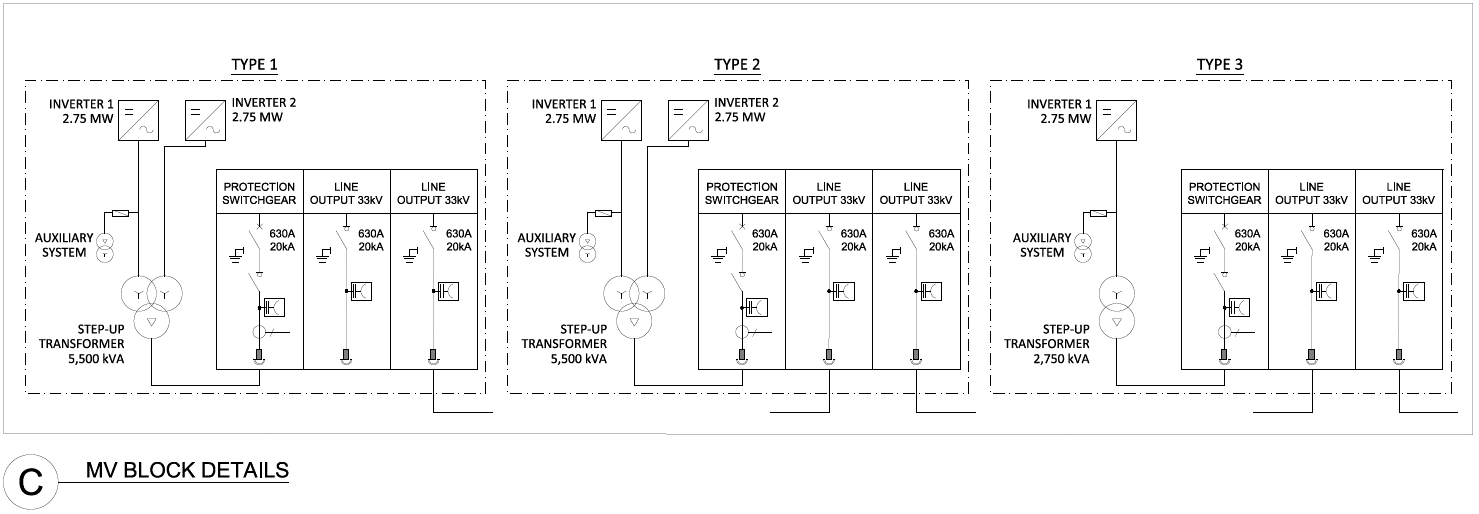 TYPE 1
INVERTER 1
2.75 MW
INVERTER 2
2.75 MW
PROTECTION
SWITCHGEAR
LINE
OUTPUT 33kV
LINE
OUTPUT 33kV
630A
20kA
630A
20kA
630A
20kA
AUXILIARY
SYSTEM
STEP-UP
TRANSFORMER
5,500 kVA
TYPE 2
INVERTER 1
2.75 MW
INVERTER 2
2.75 MW
PROTECTION
SWITCHGEAR
LINE
OUTPUT 33kV
LINE
OUTPUT 33kV
630A
20kA
630A
20kA
630A
20kA
AUXILIARY
SYSTEM
STEP-UP
TRANSFORMER
5,500 kVA
TYPE 3
INVERTER 1
2.75 MW
PROTECTION
SWITCHGEAR
LINE
OUTPUT 33kV
LINE
OUTPUT 33kV
630A
20kA
630A
20kA
630A
20kA
AUXILIARY
SYSTEM
STEP-UP
TRANSFORMER
2,750 kVA
C
MV BLOCK DETAILS